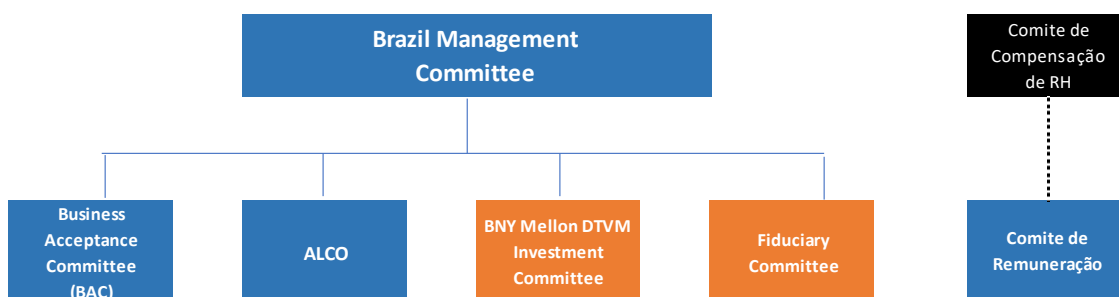 Brazil Management
Committee
Comite de
Compensação
de RH
Business
Acceptance
Committee
(BAC)
ALCO
BNY Mellon DTVM
Investment
Committee
Fiduciary
Committee
Comite de
Remuneração